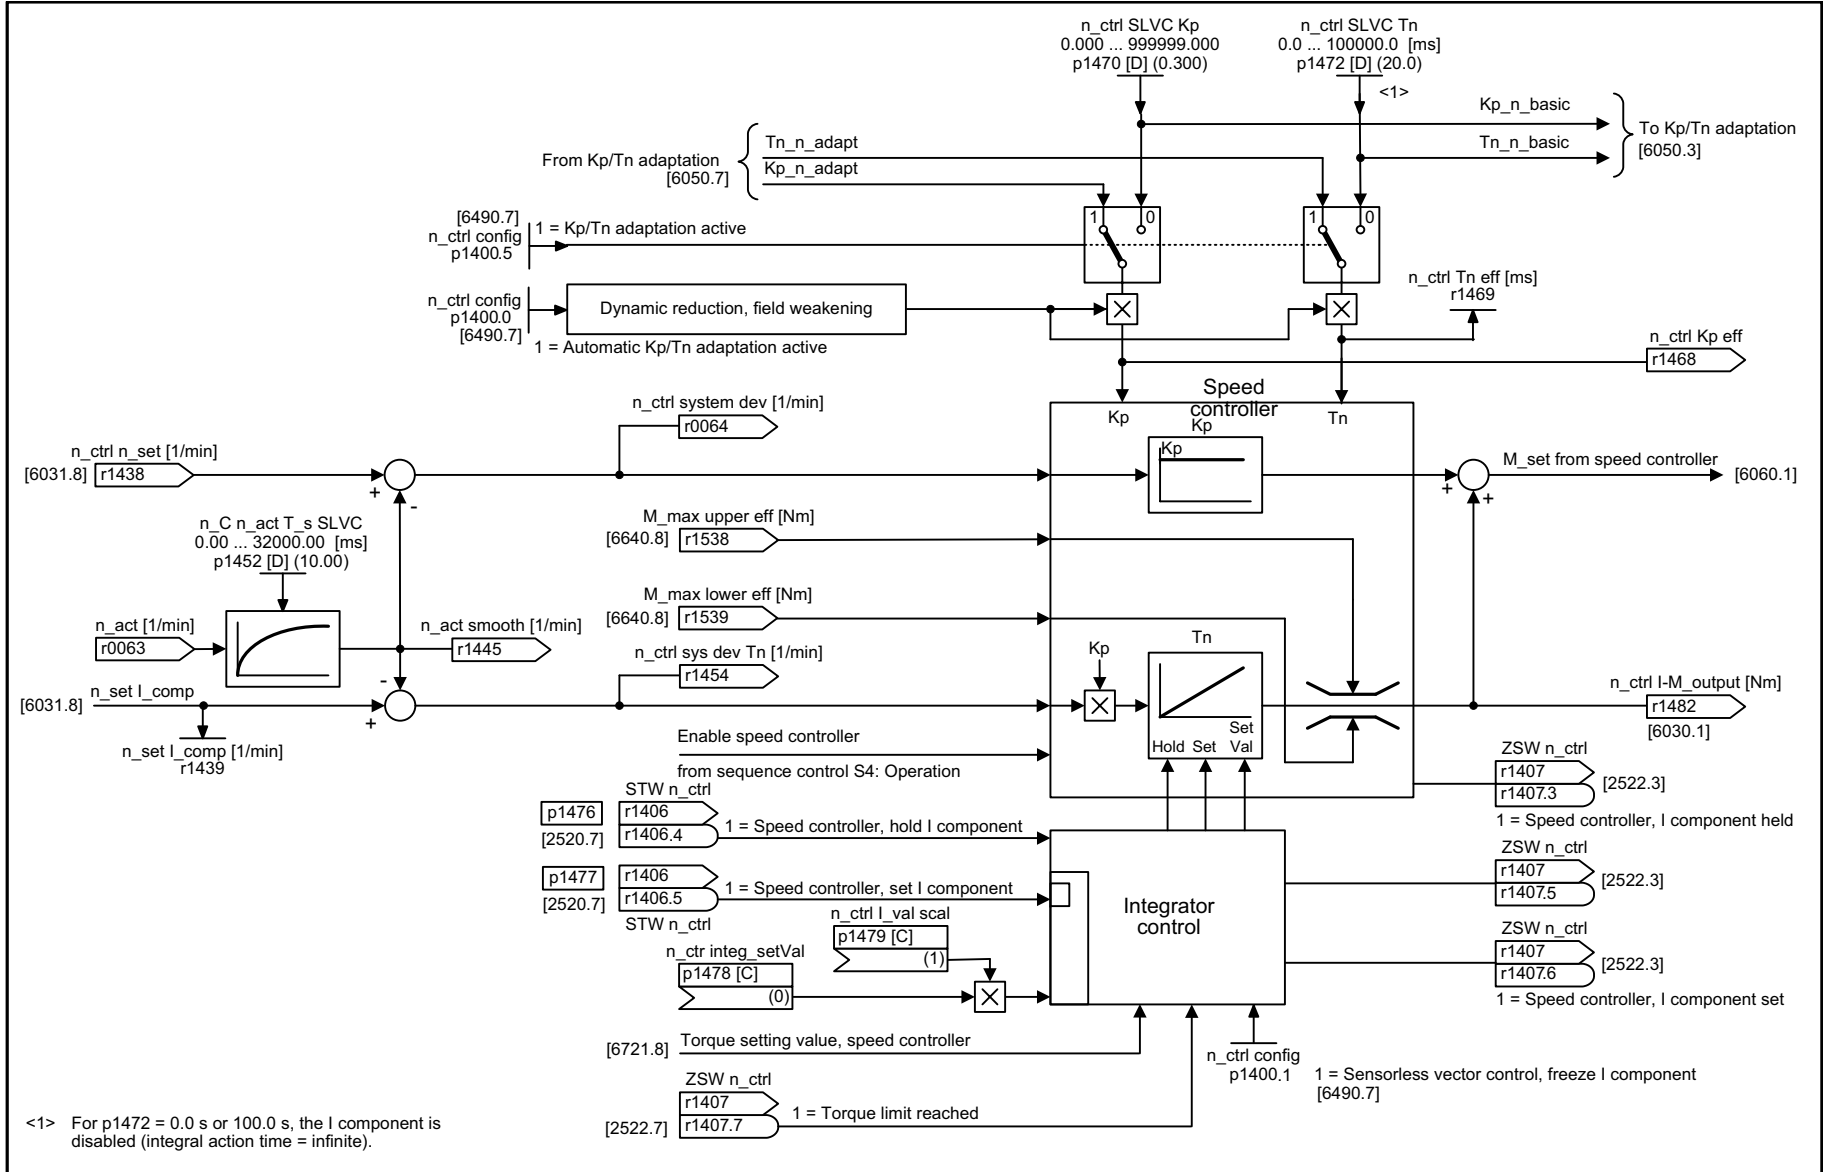 n_ctrl SLVC Kp
0.000 ... 999999.000
p1470 [D] (0.300)
n_ctrl SLVC Tn
0.0 ... 100000.0 [ms]
p1472 [D] (20.0)
<1>
Kp_n_basic
Tn_n_basic
To Kp/Tn adaptation
[6050.3]
From Kp/Tn adaptation
[6050.7]
Tn_n_adapt
Kp_n_adapt
[6490.7]
n_ctrl config
p1400.5
1 = Kp/Tn adaptation active
1
0
1
0
n_ctrl config
p1400.0
[6490.7]
Dynamic reduction, field weakening
1 = Automatic Kp/Tn adaptation active
n_ctrl Tn eff [ms]
r1469
n_ctrl Kp eff
r1468
n_ctrl system dev [1/min]
r0064
Speed
controller
Kp
Tn
Kp
Kp
n_ctrl n_set [1/min]
[6031.8]
r1438
+
-
M_set from speed controller
[6060.1]
+
+
n_C n_act T_s SLVC
0.00 ... 32000.00 [ms]
p1452 [D] (10.00)
M_max upper eff [Nm]
[6640.8]
r1538
M_max lower eff [Nm]
[6640.8]
r1539
n_act [1/min]
r0063
n_act smooth [1/min]
r1445
n_ctrl sys dev Tn [1/min]
r1454
Kp
Tn
Hold
Set
Set
Val
[6031.8]
n_set I_comp
-
+
n_set I_comp [1/min]
r1439
n_ctrl I-M_output [Nm]
r1482
[6030.1]
Enable speed controller
from sequence control S4: Operation
ZSW n_ctrl
r1407
r1407.3
[2522.3]
1 = Speed controller, I component held
STW n_ctrl
p1476
[2520.7]
r1406
r1406.4
1 = Speed controller, hold I component
p1477
[2520.7]
r1406
r1406.5
STW n_ctrl
1 = Speed controller, set I component
Integrator
control
ZSW n_ctrl
r1407
r1407.5
[2522.3]
n_ctrl I_val scal
p1479 [C]
(1)
n_ctr integ_setVal
p1478 [C]
(0)
ZSW n_ctrl
r1407
r1407.6
[2522.3]
1 = Speed controller, I component set
[6721.8]
Torque setting value, speed controller
n_ctrl config
p1400.1
1 = Sensorless vector control, freeze I component
[6490.7]
ZSW n_ctrl
r1407
[2522.7]
r1407.7
1 = Torque limit reached
<1> For p1472 = 0.0 s or 100.0 s, the I component is
disabled (integral action time = infinite).